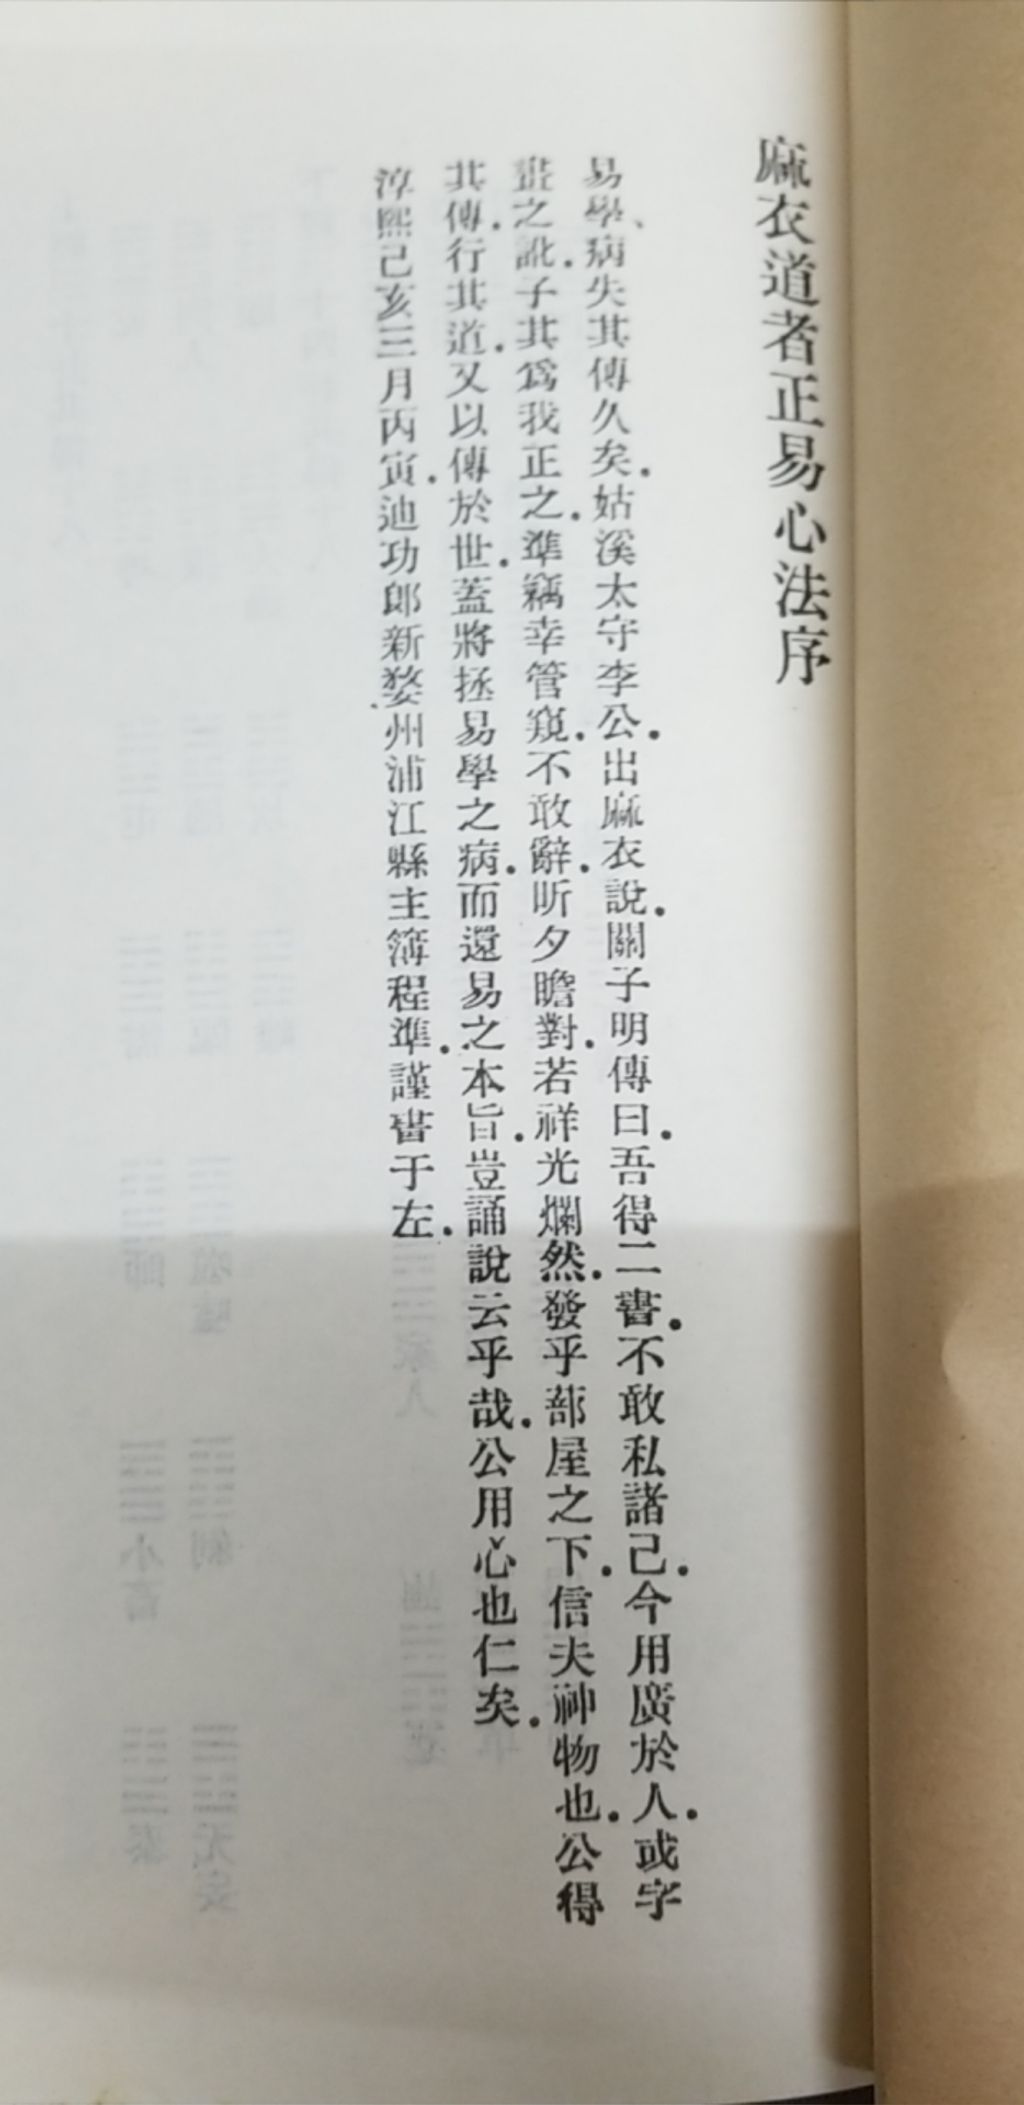 麻衣道者正易心法序
易學、病失其傳久矣.姑溪太守李公.出麻衣說.關子明傳曰.吾得二書.不敢私諸己.今用廣於人.或字
畫之訛.子其爲我正之.準竊幸管窺.不敢辭.昕夕瞻對.若祥光爛然.發乎蔀屋之下.信夫神物也.公得
其傳.行其道.又以傳於世.蓋將拯易學之病.而還易之本旨.豈誦說云乎哉.公用心也仁矣.
淳熙己亥三月丙寅.迪功郎新婺州浦江縣主簿程準.謹書于左.